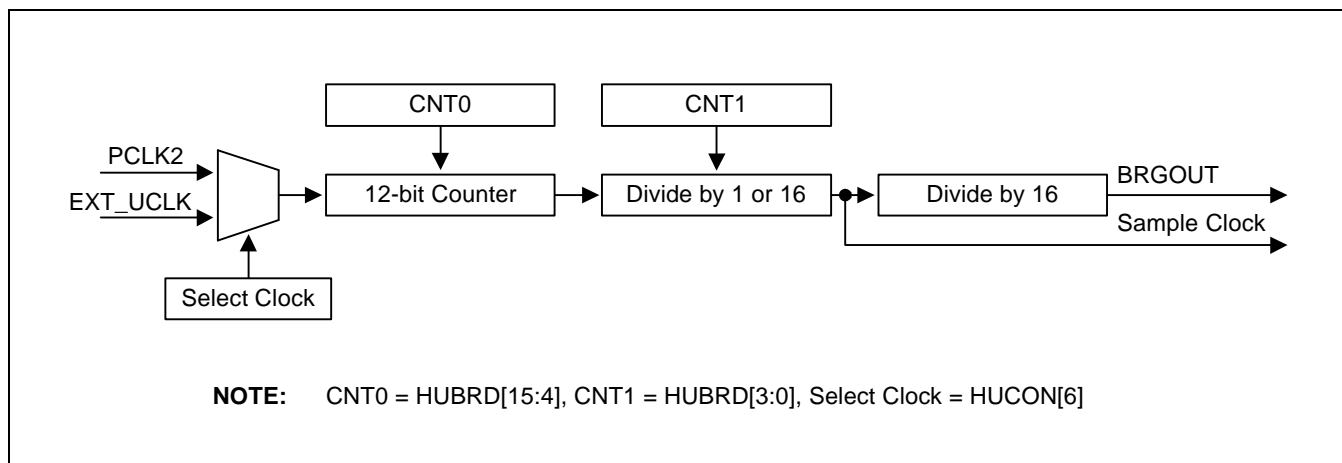 CNT0
CNT1
PCLK2
EXT_UCLK
12-bit Counter
Divide by 1 or 16
Divide by 16
BRGOUT
Sample Clock
Select Clock
NOTE: CNT0 = HUBRD[15:4], CNT1 = HUBRD[3:0], Select Clock = HUCON[6]